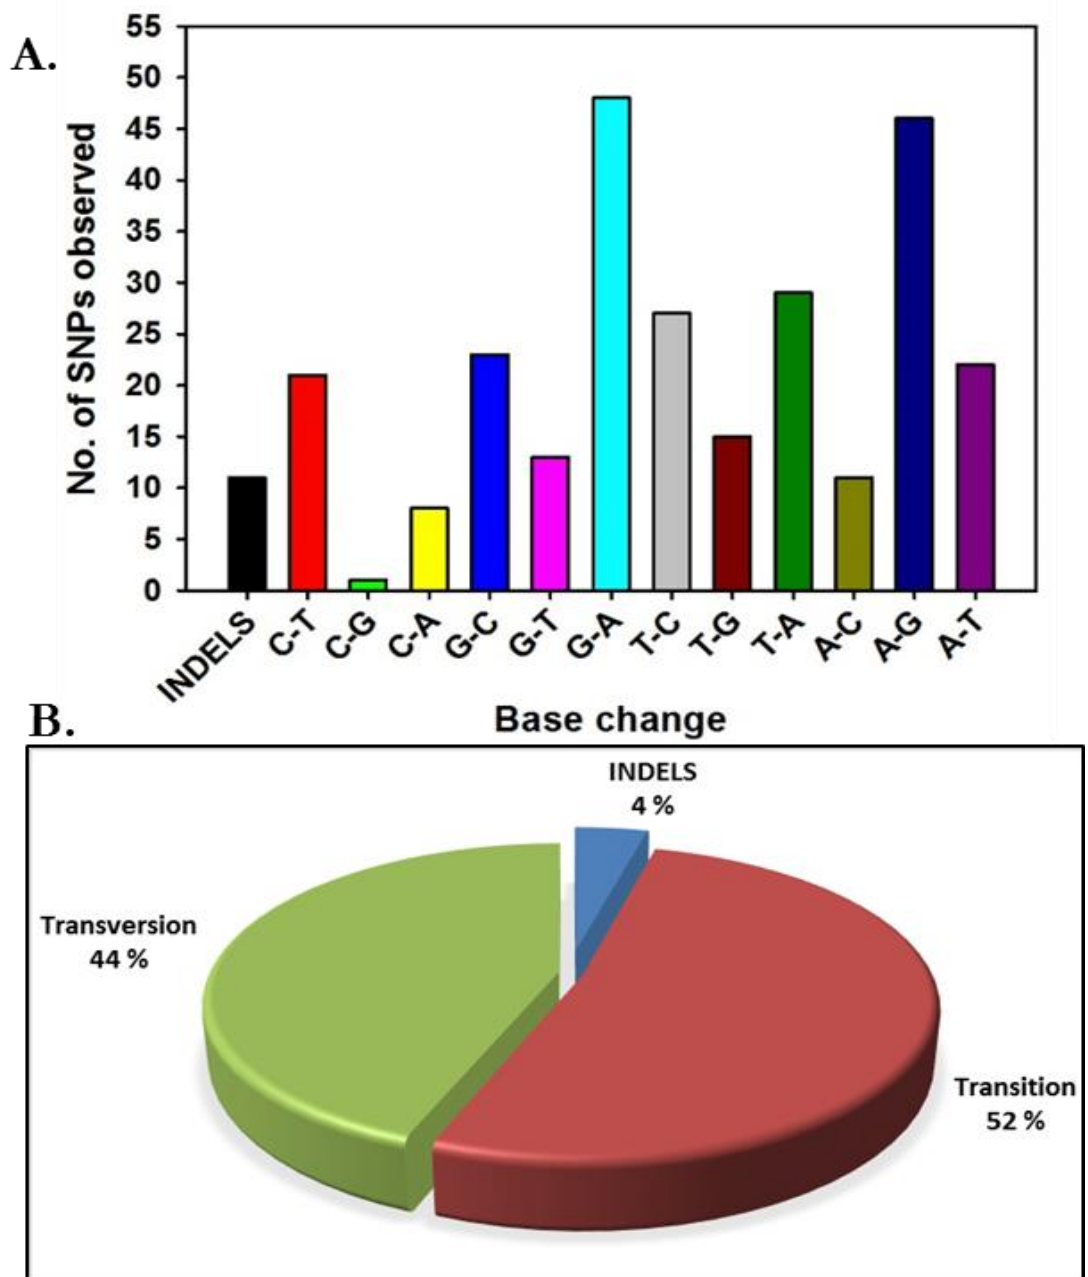 A.
No. of SNPs observed
55
50
45
40
35
30
25
20
15
10
5
0
INDELS
C-T
C-G
C-A
G-C
G-T
G-A
T-C
T-G
T-A
A-C
A-G
A-T
Base change
B.
INDELS
4 %
Transversion
44 %
Transition
52 %